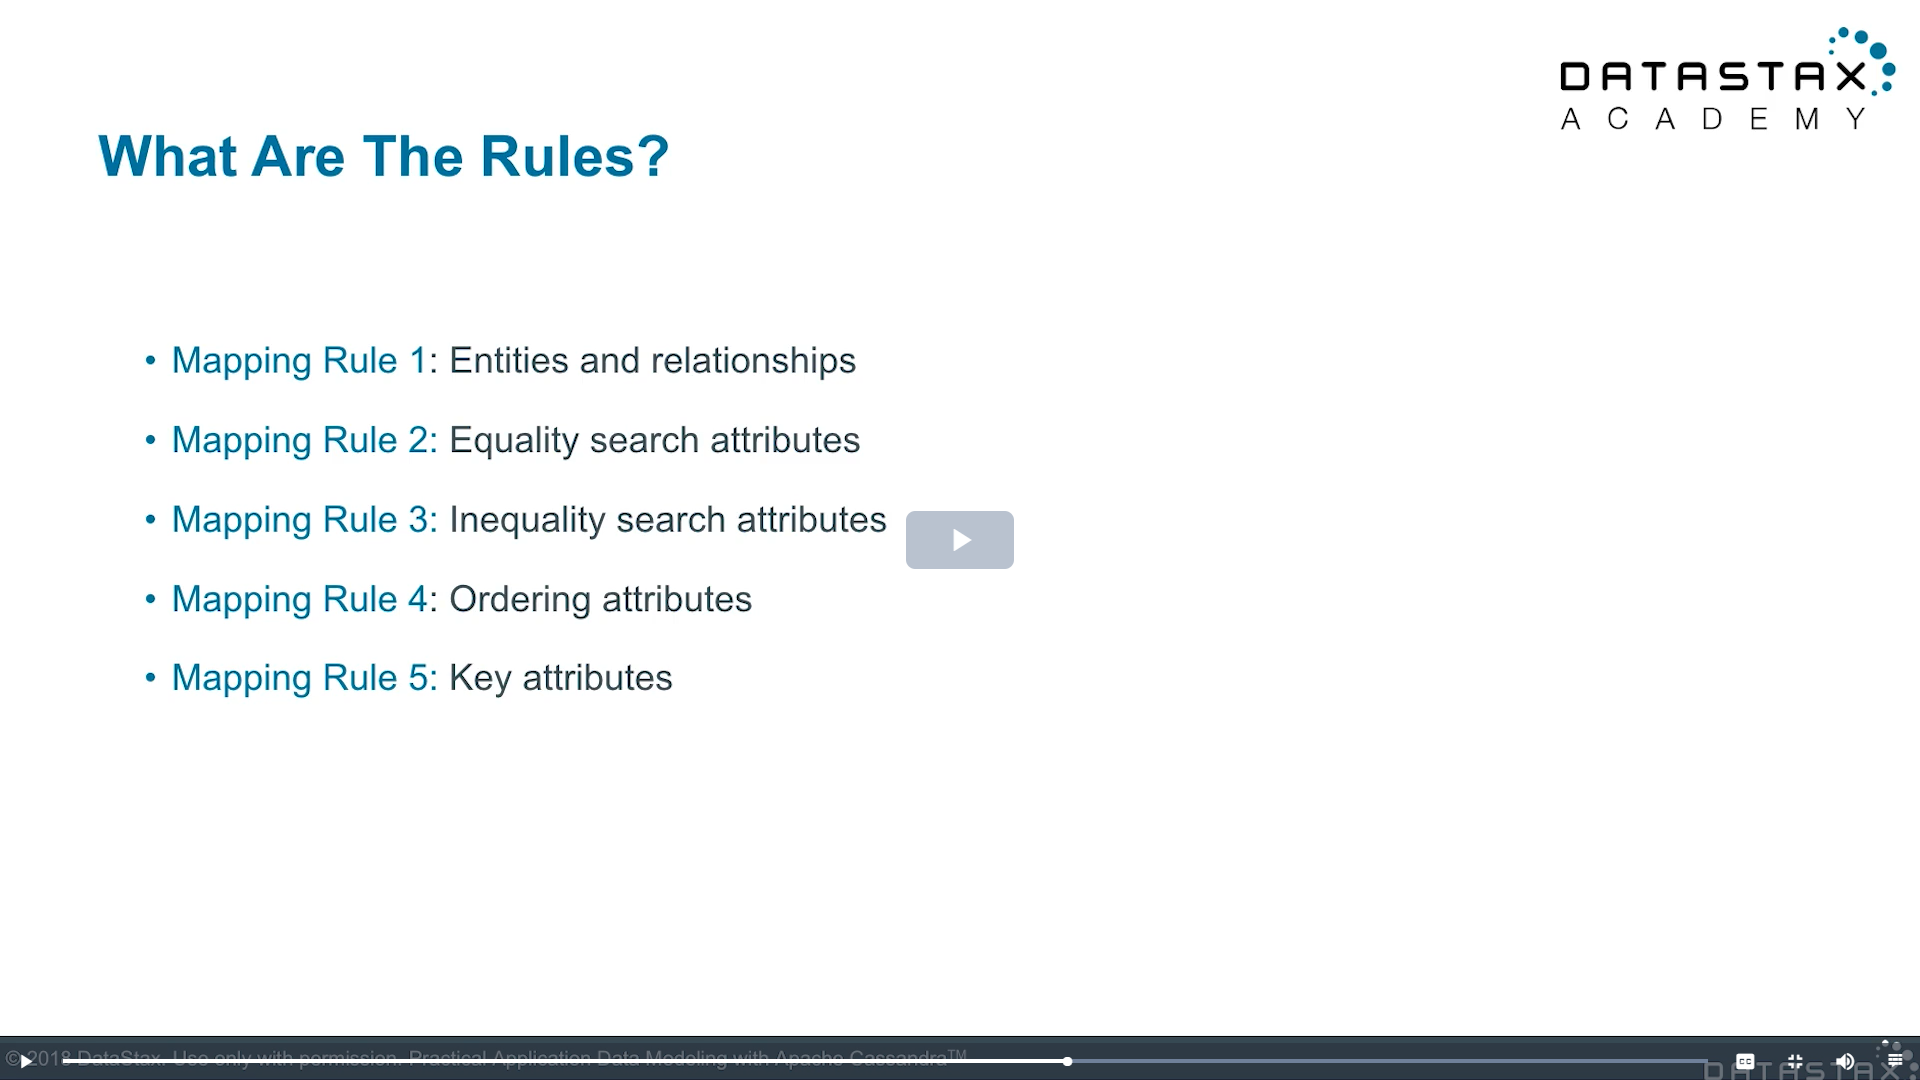 DATASTAX
ACADEMY
What Are The Rules?
• Mapping Rule 1: Entities and relationships
• Mapping Rule 2: Equality search attributes
• Mapping Rule 3: Inequality search attributes
• Mapping Rule 4: Ordering attributes
• Mapping Rule 5: Key attributes
© 2018 DataStax. Use only with permission. Practical Application Data Modeling with Apache Cassandra™
CC
DATASTAX